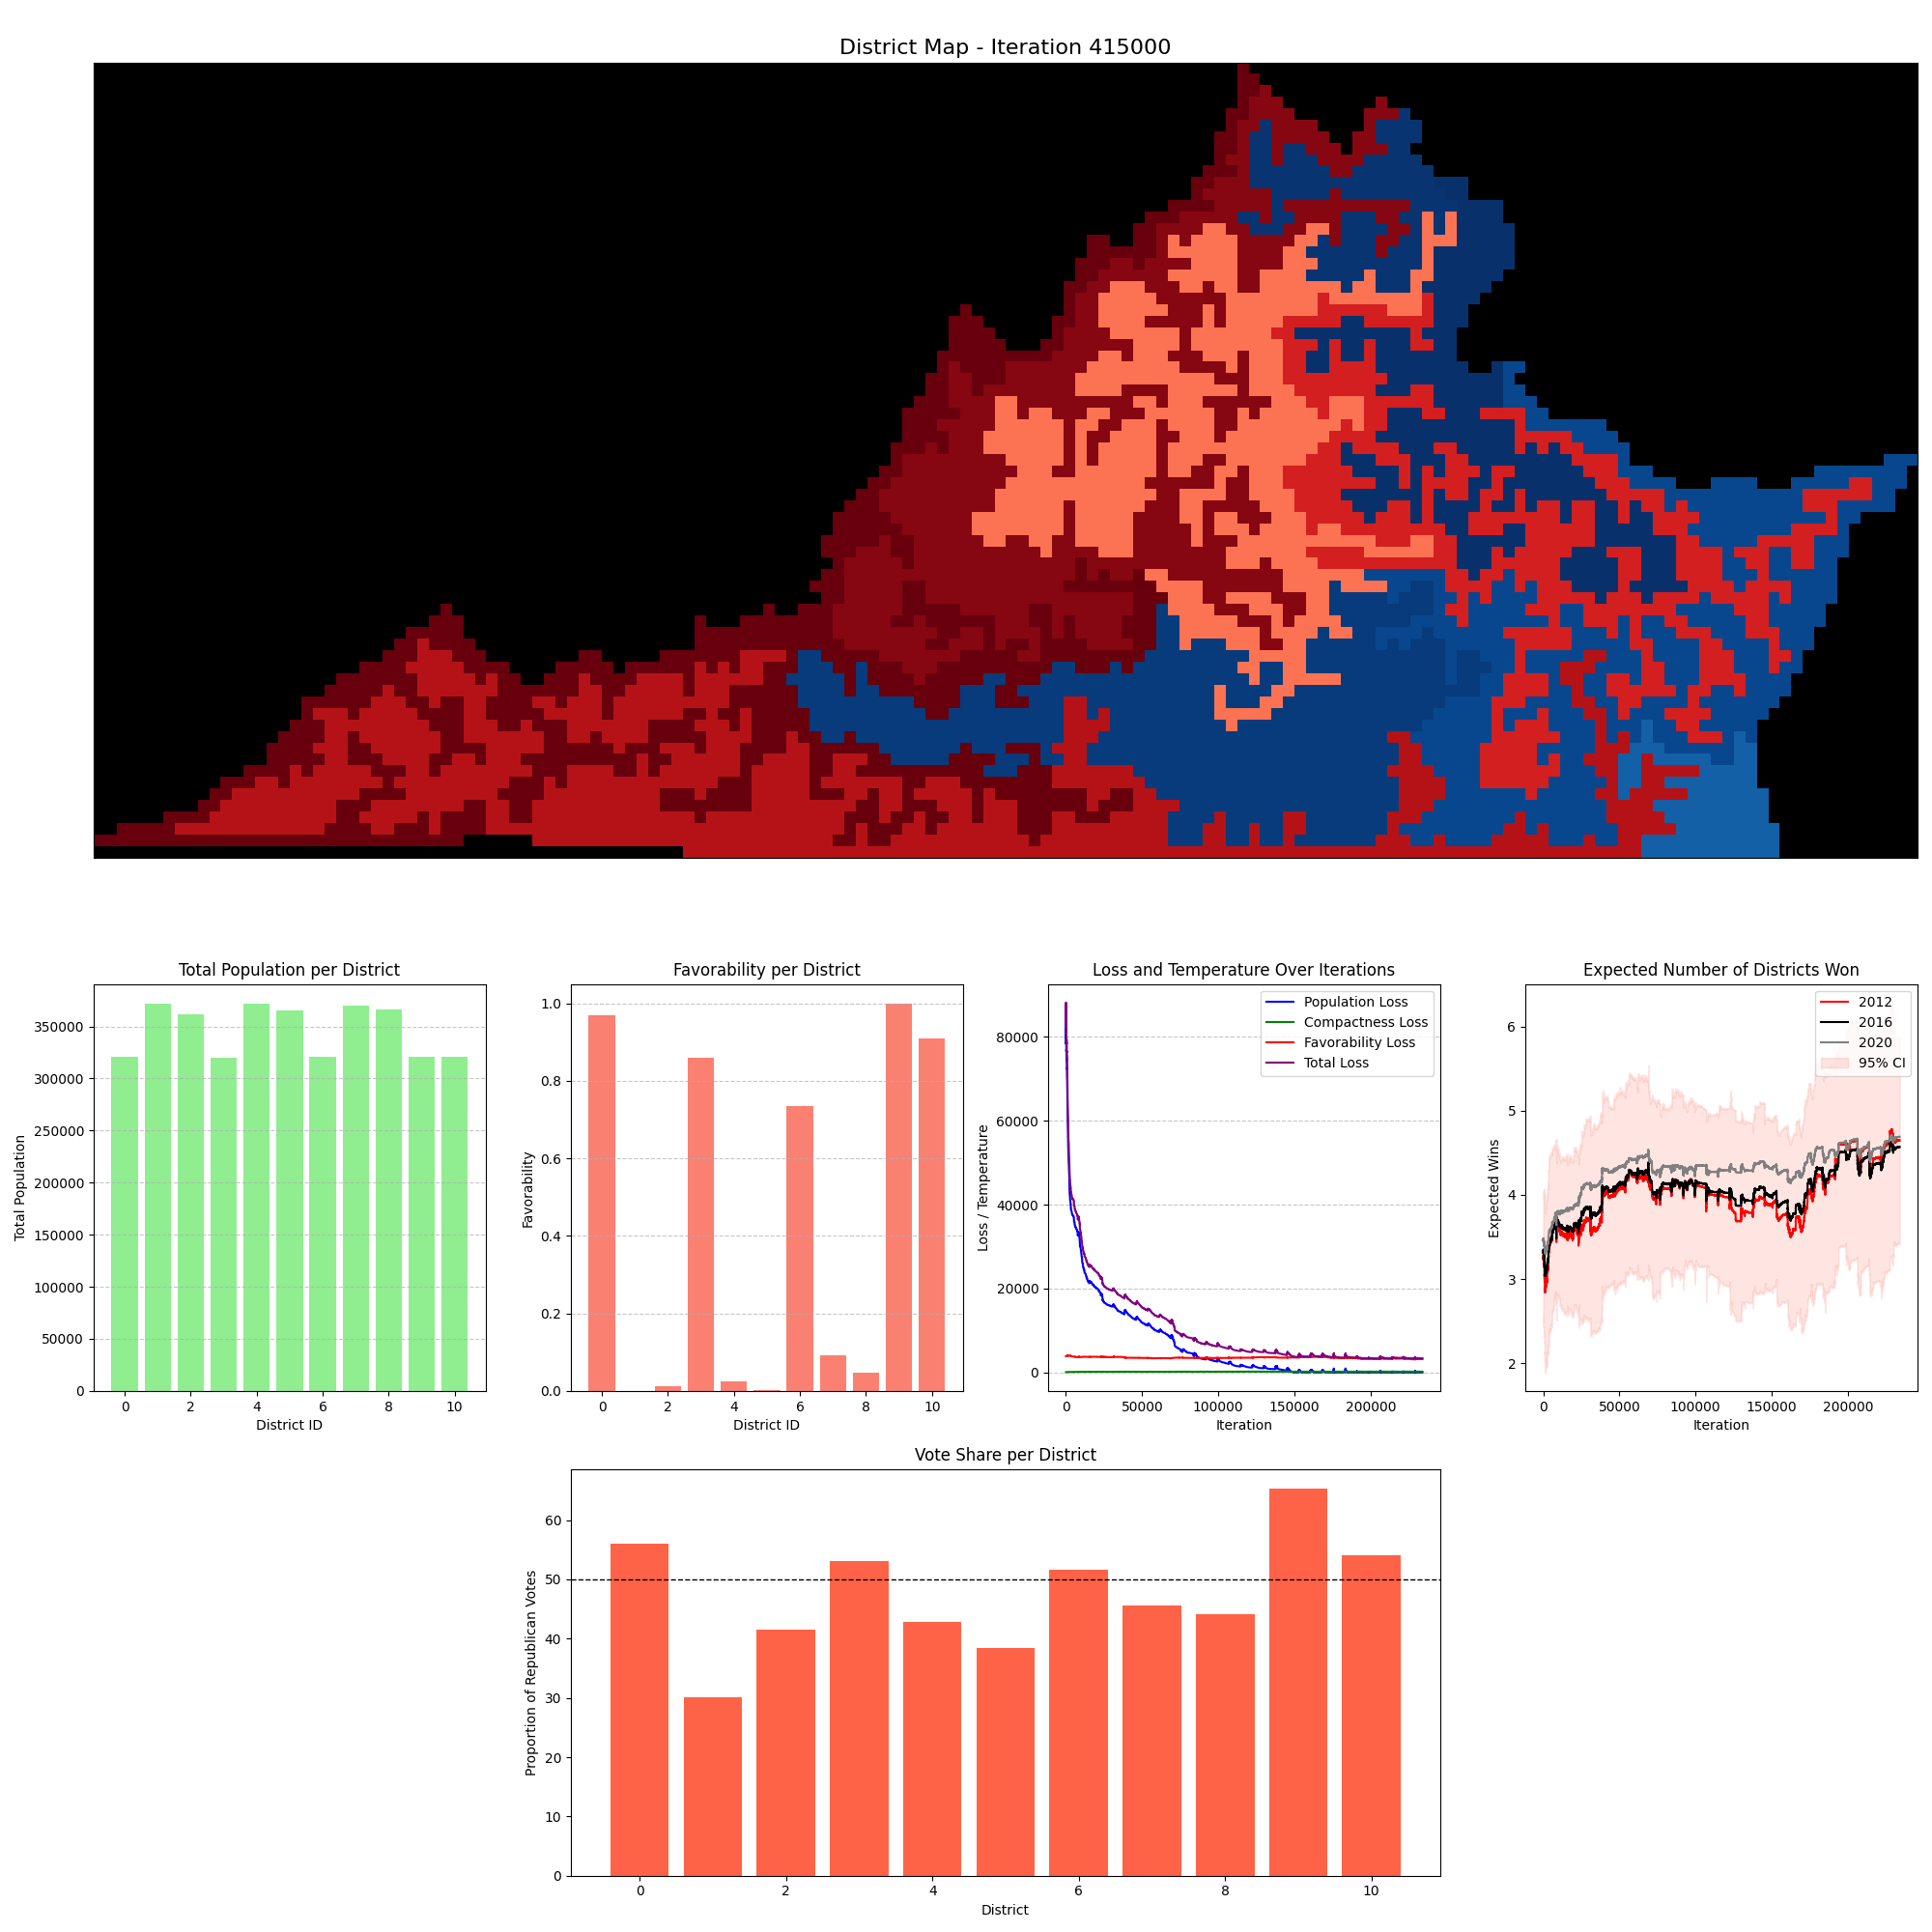 District Map - Iteration 415000
Total Population per District
Total Population
350000
300000
250000
200000
150000
100000
50000
0
0 2 4 6 8 10
District ID
Favorability per District
Favorability
1.0
0.8
0.6
0.4
0.2
0.0
0 2 4 6 8 10
District ID
Loss and Temperature Over Iterations
Loss / Temperature
80000
60000
40000
20000
0
Population Loss
Compactness Loss
Favorability Loss
Total Loss
0 50000 100000 150000 200000
Iteration
Expected Number of Districts Won
Expected Wins
6
5
4
3
2
2012
2016
2020
95% CI
0 50000 100000 150000 200000
Iteration
Vote Share per District
Proportion of Republican Votes
60
50
40
30
20
10
0
0 2 4 6 8 10
District